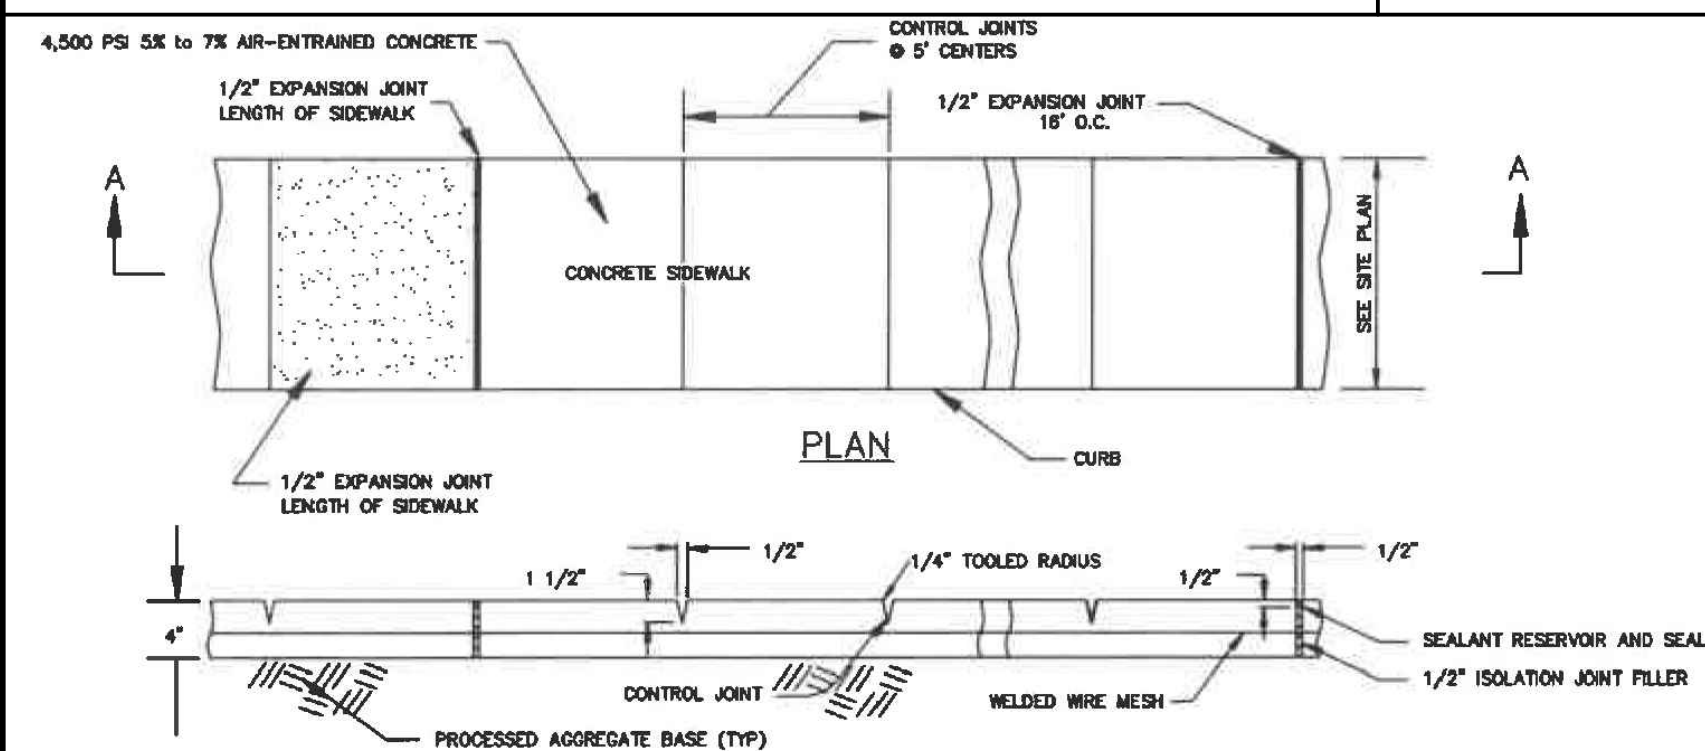 4,500 PSI 5% to 7% AIR-ENTRAINED CONCRETE
CONTROL JOINTS
@ 5' CENTERS
1/2" EXPANSION JOINT
LENGTH OF SIDEWALK
1/2" EXPANSION JOINT
16' O.C.
A
A
CONCRETE SIDEWALK
SEE SITE PLAN
PLAN
CURB
1/2" EXPANSION JOINT
LENGTH OF SIDEWALK
1/2"
1 1/2"
1/4" TOOLED RADIUS
1/2"
1/2"
4"
SEALANT RESERVOIR AND SEAL
1/2" ISOLATION JOINT FILLER
CONTROL JOINT
WELDED WIRE MESH
PROCESSED AGGREGATE BASE (TYP)